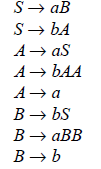 S → aB
S → bA
A → aS
A → bAA
A → a
B → bS
B → aBB
B → b